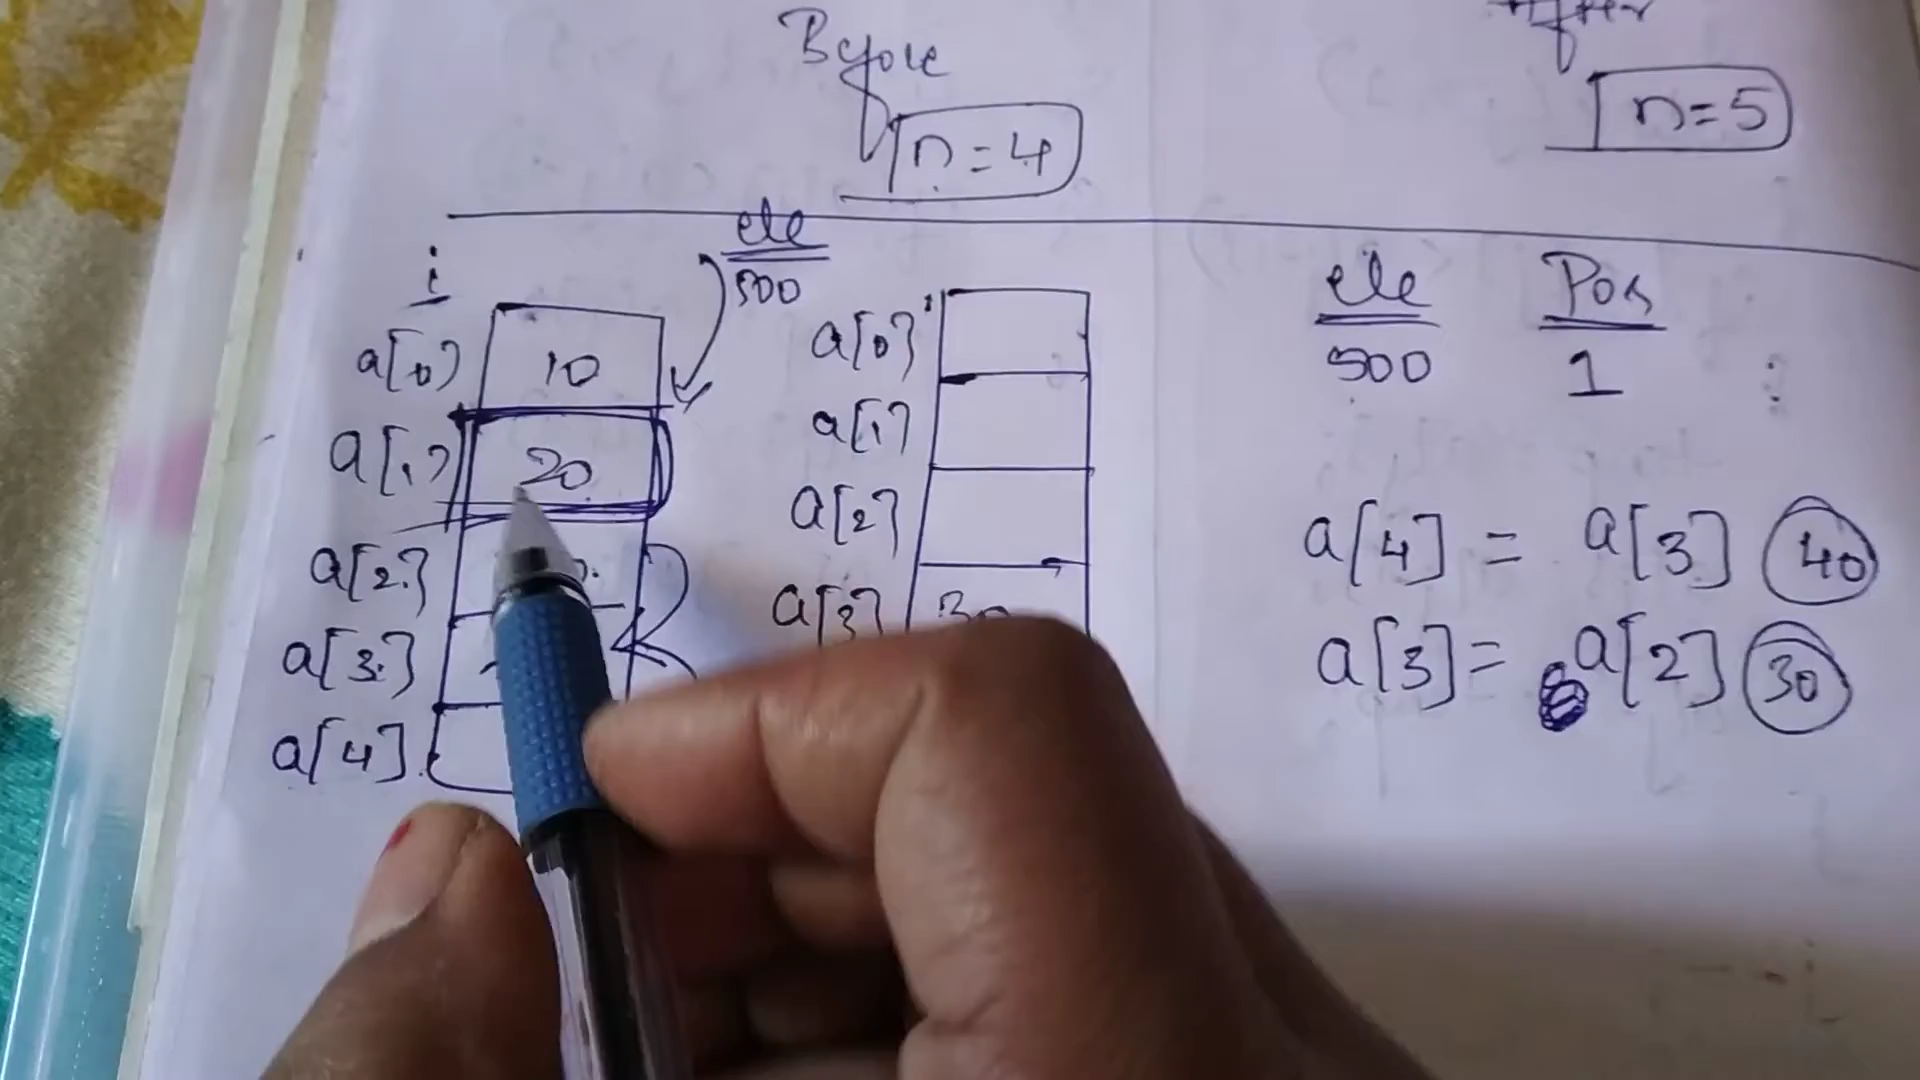 Before
After
n=4
n=5
i
ele
500
a[0] 10
a[1] 20
a[2]
a[3]
a[4]
a[0]
a[1]
a[2]
a[3] 30
ele Pos
500 1
a[4] = a[3] 40
a[3] = a[2] 30